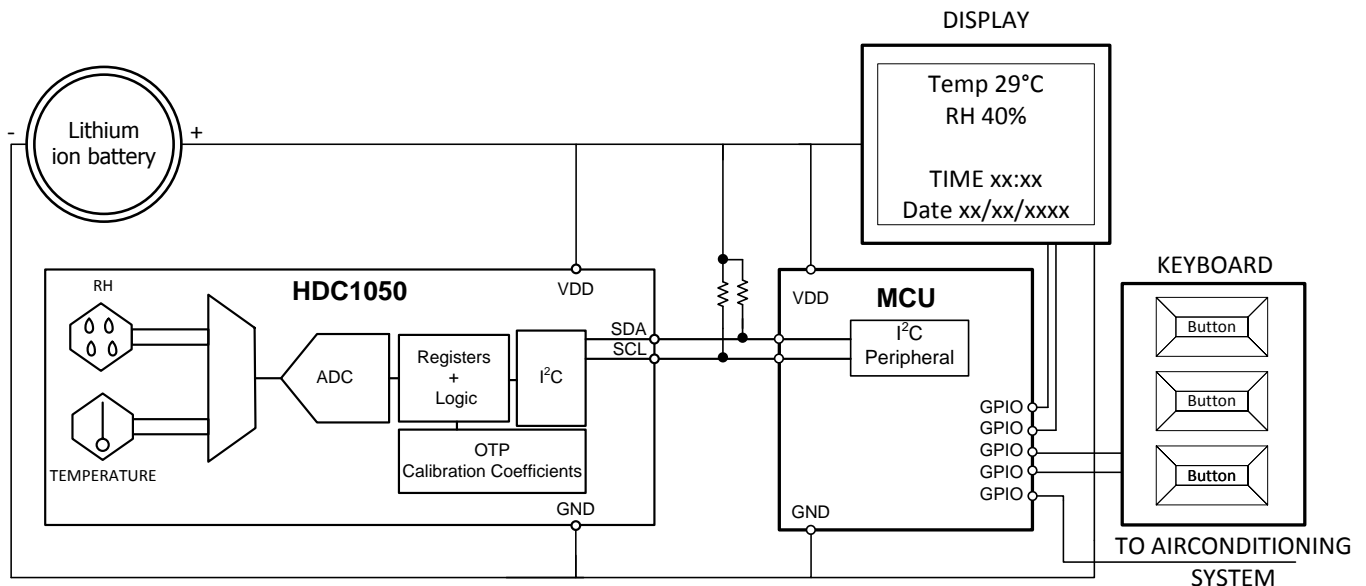 DISPLAY
Temp 29°C
RH 40%
TIME xx:xx
Date xx/xx/xxxx
-
Lithium
ion battery
+
HDC1050
RH
TEMPERATURE
ADC
Registers
+
Logic
I²C
OTP
Calibration Coefficients
VDD
SDA
SCL
GND
MCU
VDD
I²C
Peripheral
GPIO
GPIO
GPIO
GPIO
GPIO
GND
KEYBOARD
Button
Button
Button
TO AIRCONDITIONING
SYSTEM